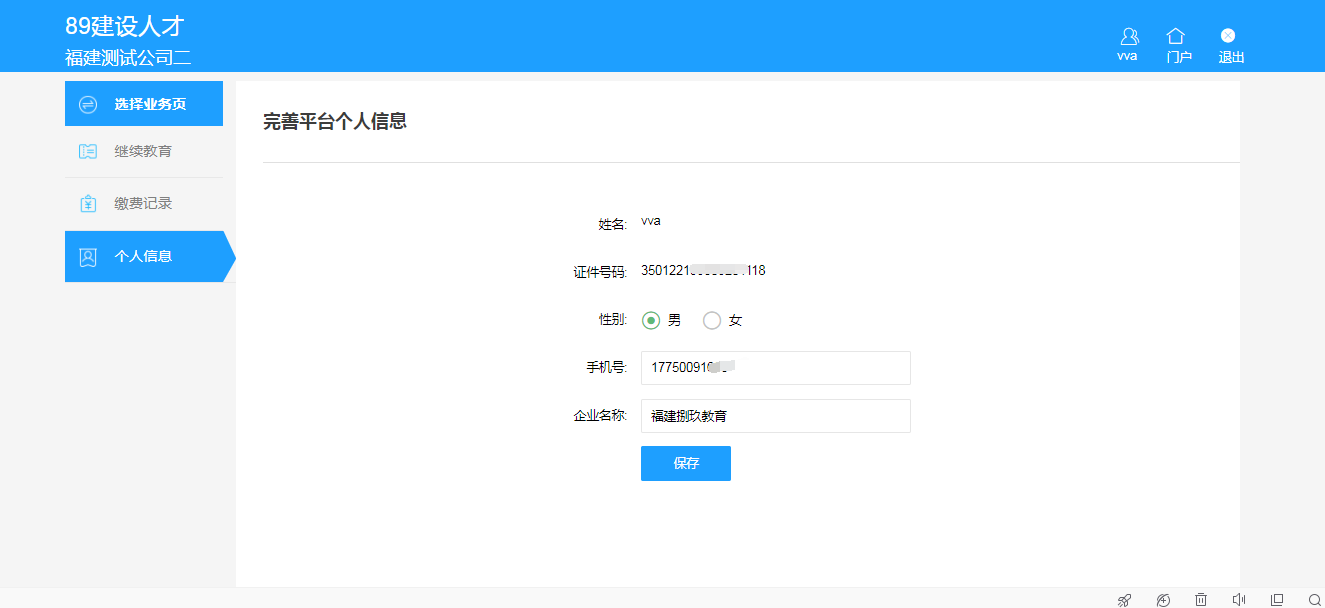 89建设人才
福建测试公司二
vva
门户
退出
选择业务页
继续教育
缴费记录
个人信息
完善平台个人信息
姓名: vva
证件号码:
性别: 男 女
手机号:
企业名称: 福建捌玖教育
保存